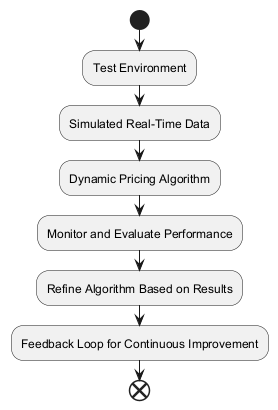 Test Environment
Simulated Real-Time Data
Dynamic Pricing Algorithm
Monitor and Evaluate Performance
Refine Algorithm Based on Results
Feedback Loop for Continuous Improvement